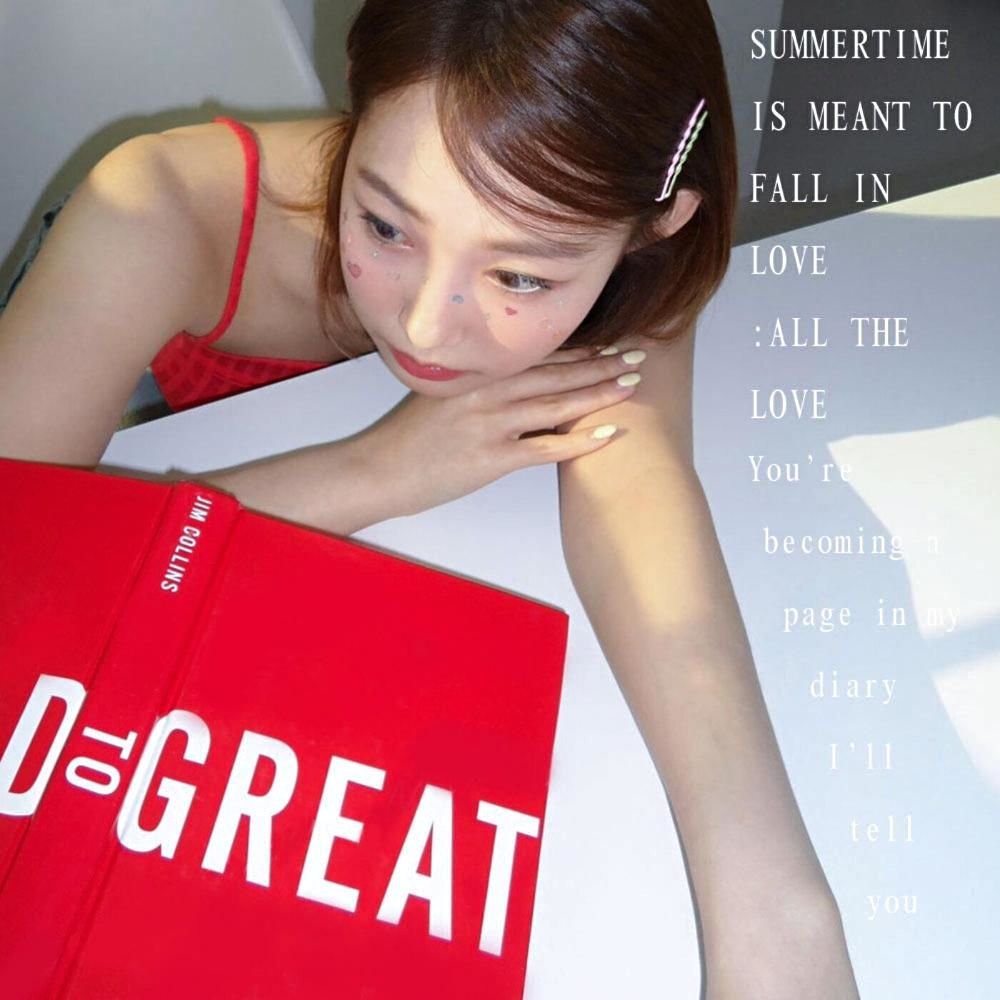 SUMMERTIME
IS MEANT TO
FALL IN
LOVE
:ALL THE
LOVE
You're
becoming a
page in my
diary
I'll
tell
you
JIM COLLINS
D TO GREAT